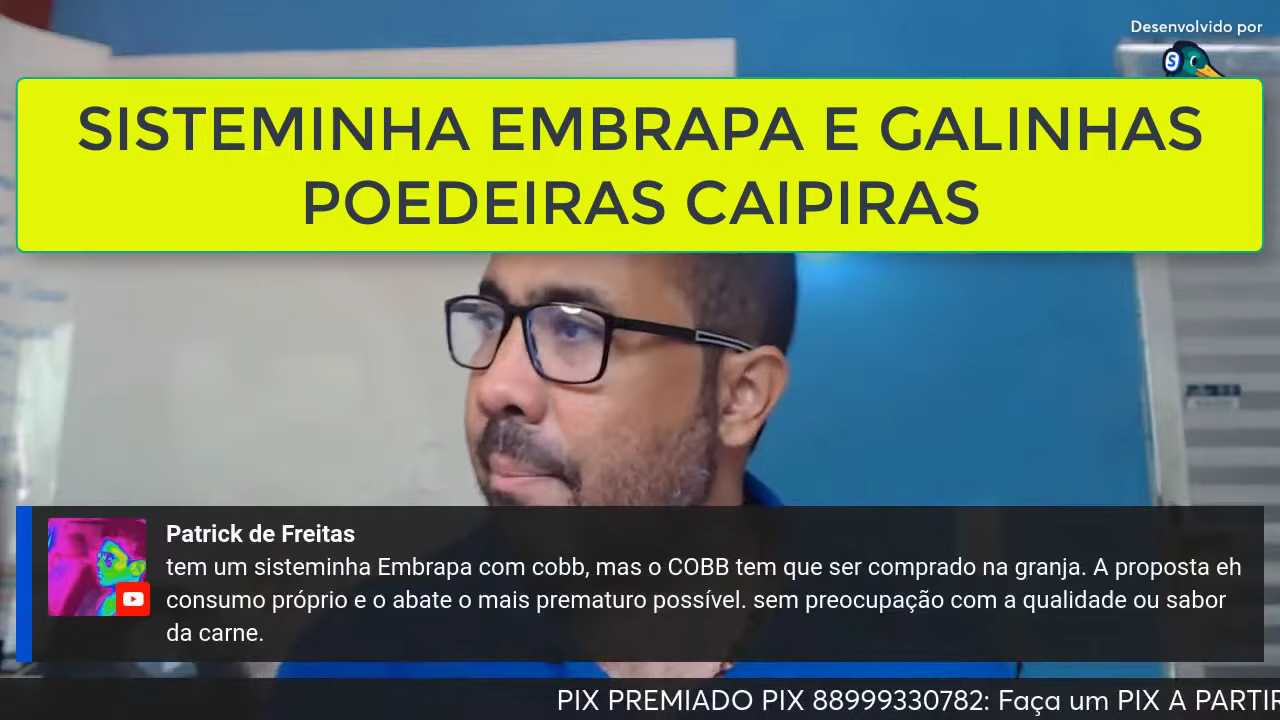 Desenvolvido por
S
SISTEMINHA EMBRAPA E GALINHAS
POEDEIRAS CAIPIRAS
Patrick de Freitas
tem um sisteminha Embrapa com cobb, mas o COBB tem que ser comprado na granja. A proposta eh
consumo próprio e o abate o mais prematuro possível. sem preocupação com a qualidade ou sabor
da carne.
PIX PREMIADO PIX 88999330782: Faça um PIX A PARTIR